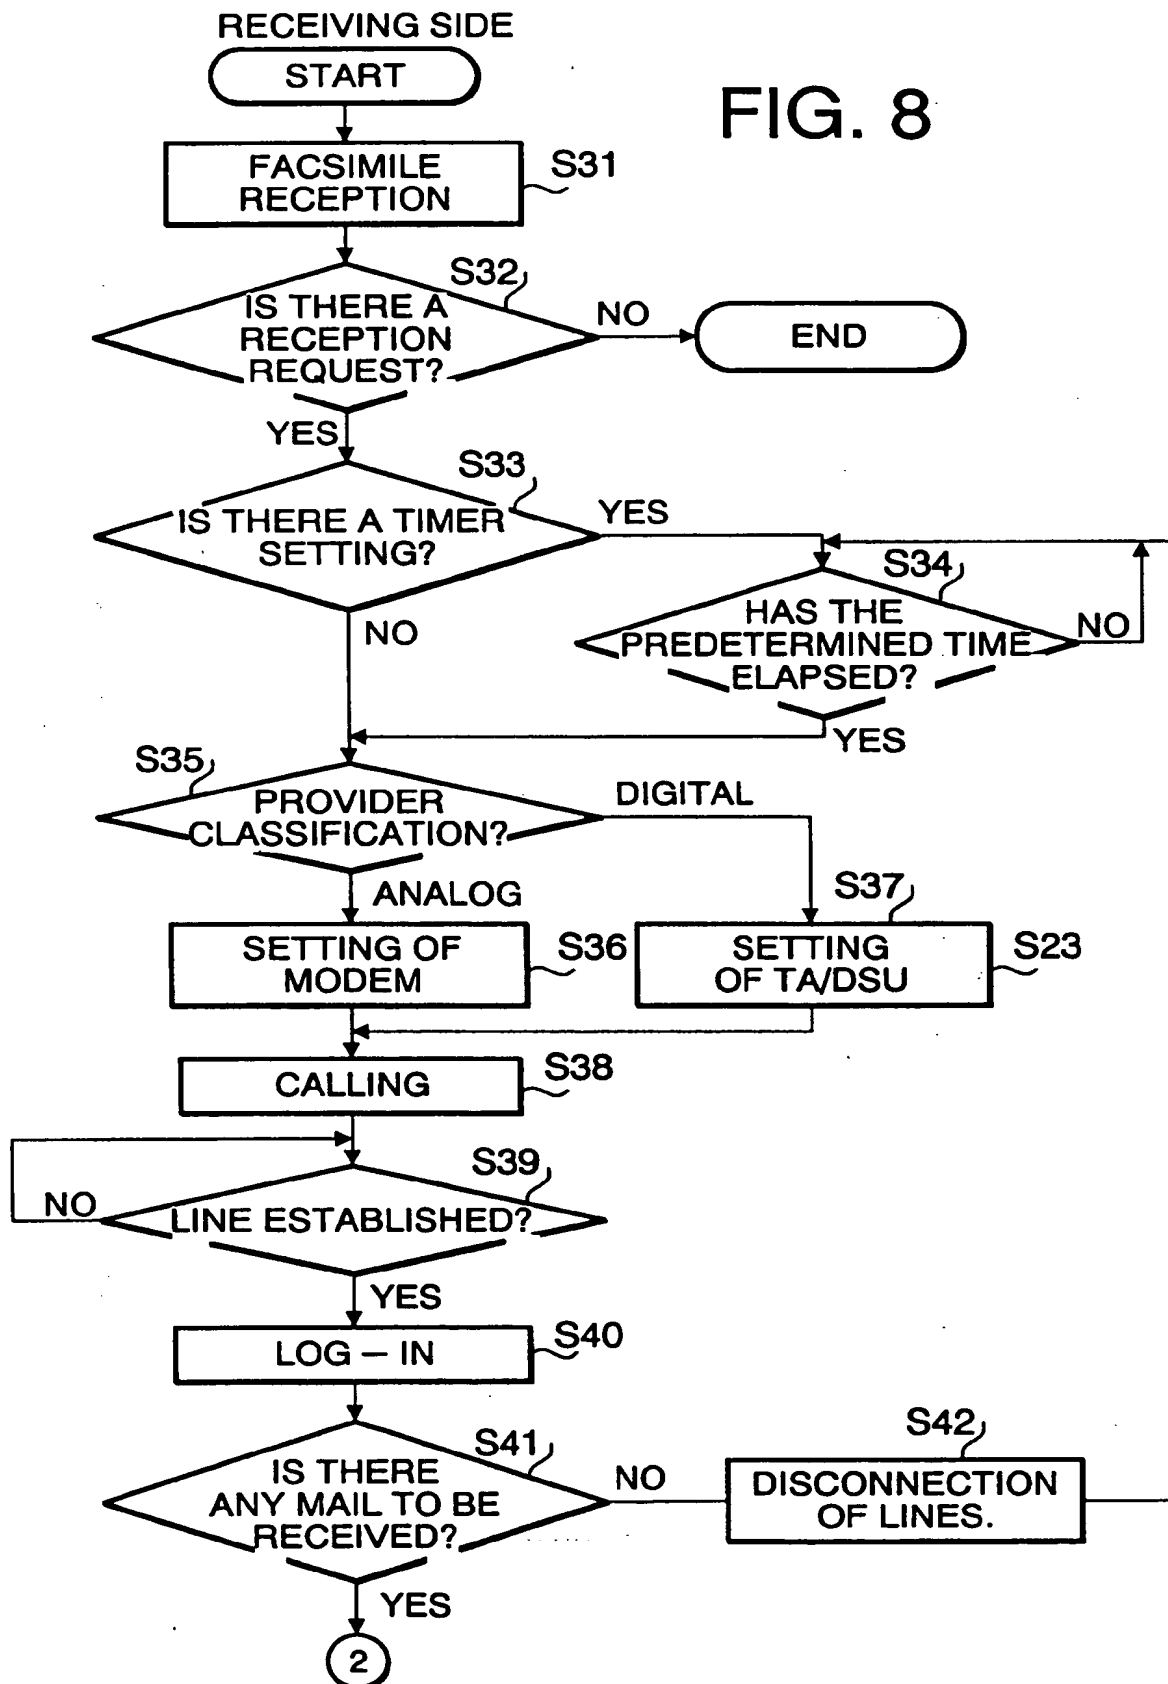 RECEIVING SIDE
START
FIG. 8
FACSIMILE
RECEPTION
S31
S32
IS THERE A
RECEPTION
REQUEST?
NO
END
YES
S33
IS THERE A TIMER
SETTING?
YES
S34
HAS THE
PREDETERMINED TIME
ELAPSED?
NO
NO
YES
S35
PROVIDER
CLASSIFICATION?
DIGITAL
ANALOG
SETTING OF
MODEM
S36
S37
SETTING
OF TA/DSU
S23
CALLING
S38
S39
LINE ESTABLISHED?
NO
YES
LOG – IN
S40
S41
IS THERE
ANY MAIL TO BE
RECEIVED?
NO
S42
DISCONNECTION
OF LINES.
YES
2